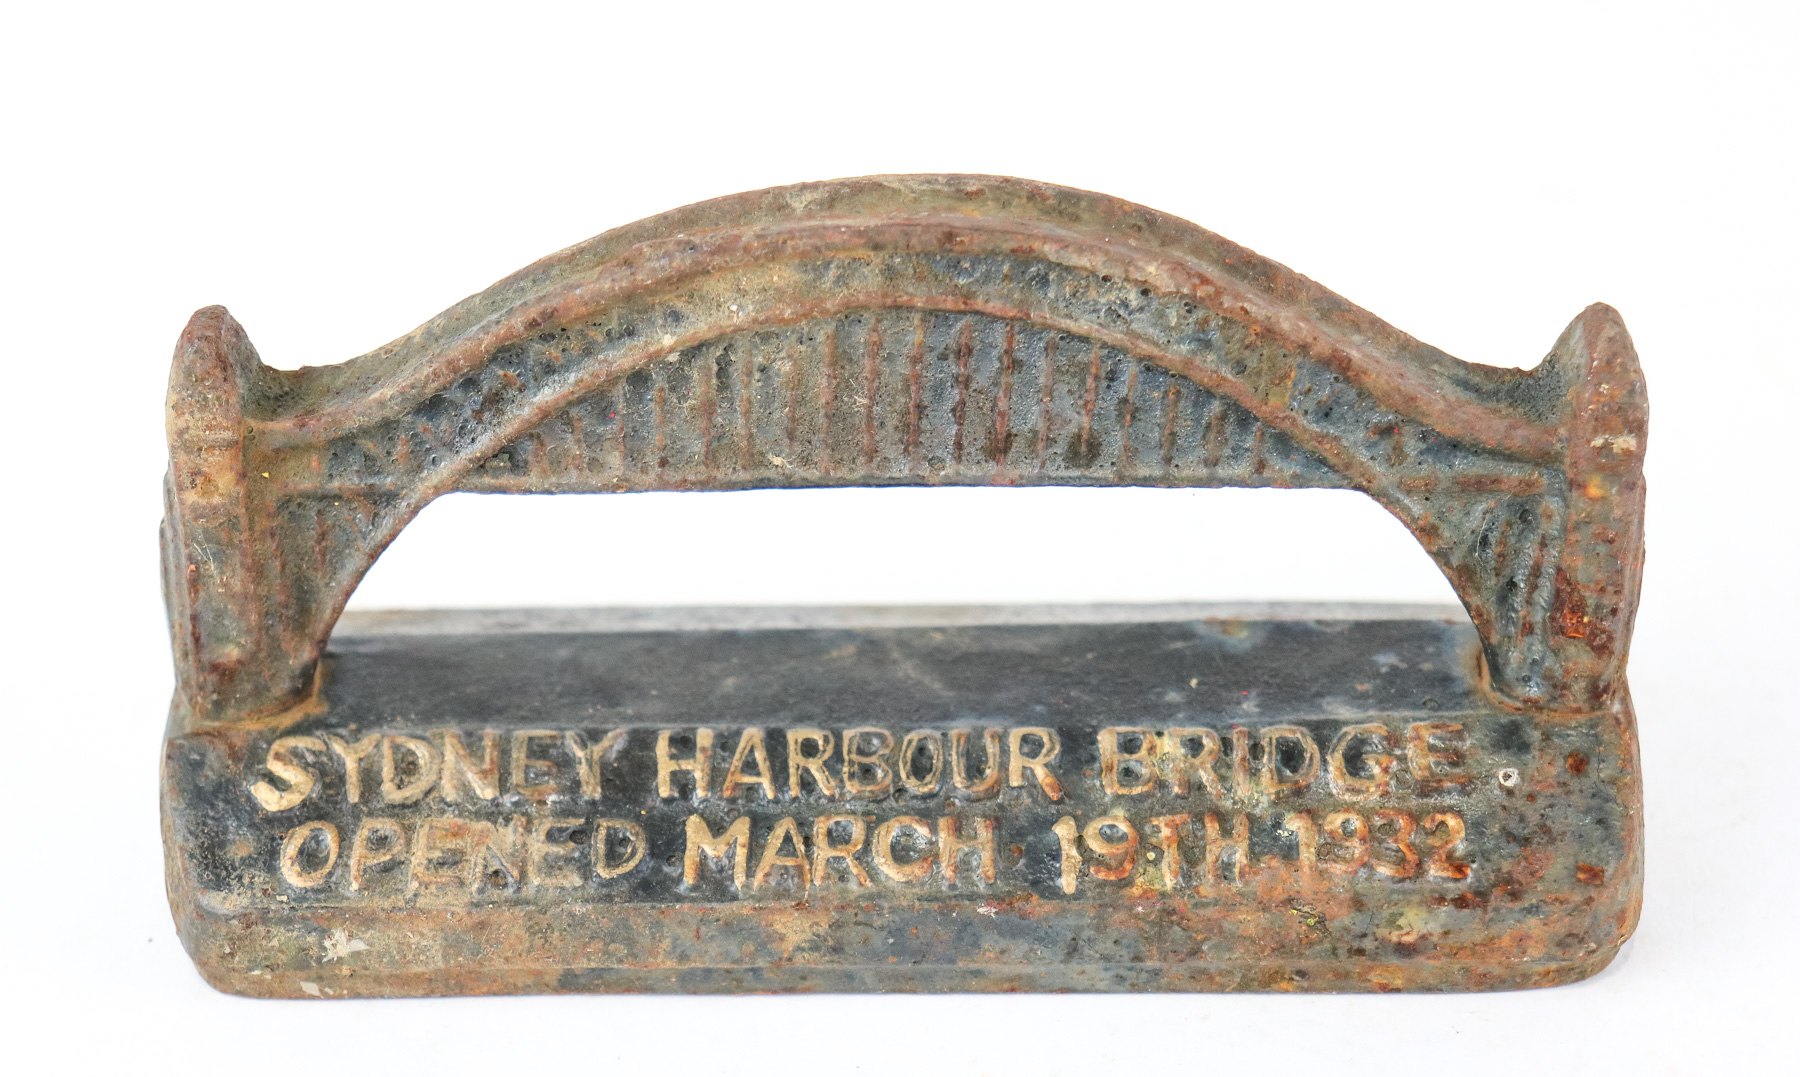 SYDNEY HARBOUR BRIDGE
OPENED MARCH 19TH 1932